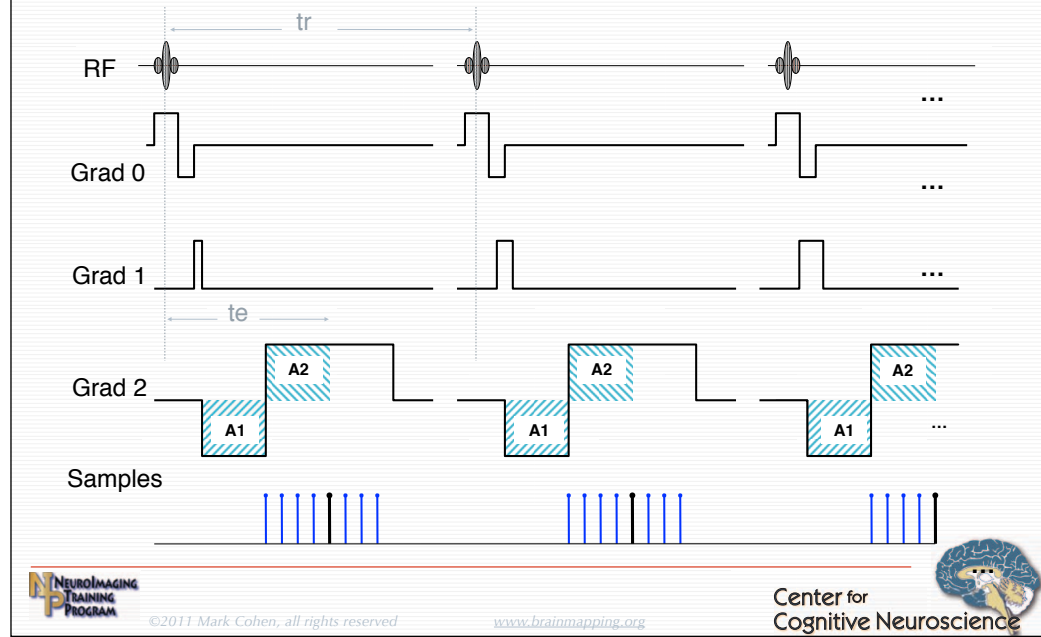 tr
RF
...
Grad 0
...
Grad 1
...
te
Grad 2
A2
A2
A2
A1
A1
A1
...
Samples
...
NeuroImaging
Training
Program
NTP
©2011 Mark Cohen, all rights reserved
www.brainmapping.org
Center for
Cognitive Neuroscience